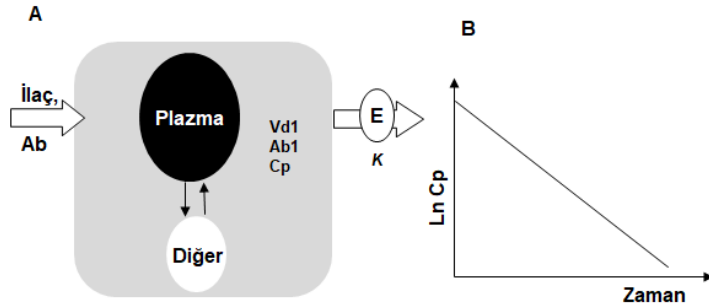 A
İlaç,
Ab
Plazma
Diğer
Vd1
Ab1
Cp
E
K
B
Ln Cp
Zaman